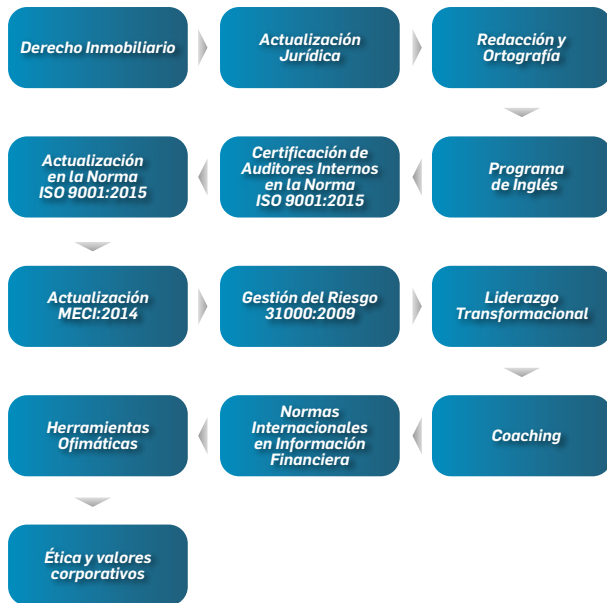 Derecho Inmobiliario
Actualización
Jurídica
Redacción y
Ortografía
Programa
de Inglés
Certificación de
Auditores Internos
en la Norma
ISO 9001:2015
Actualización
en la Norma
ISO 9001:2015
Actualización
MECI:2014
Gestión del Riesgo
31000:2009
Liderazgo
Transformacional
Coaching
Normas
Internacionales
en Información
Financiera
Herramientas
Ofimáticas
Ética y valores
corporativos